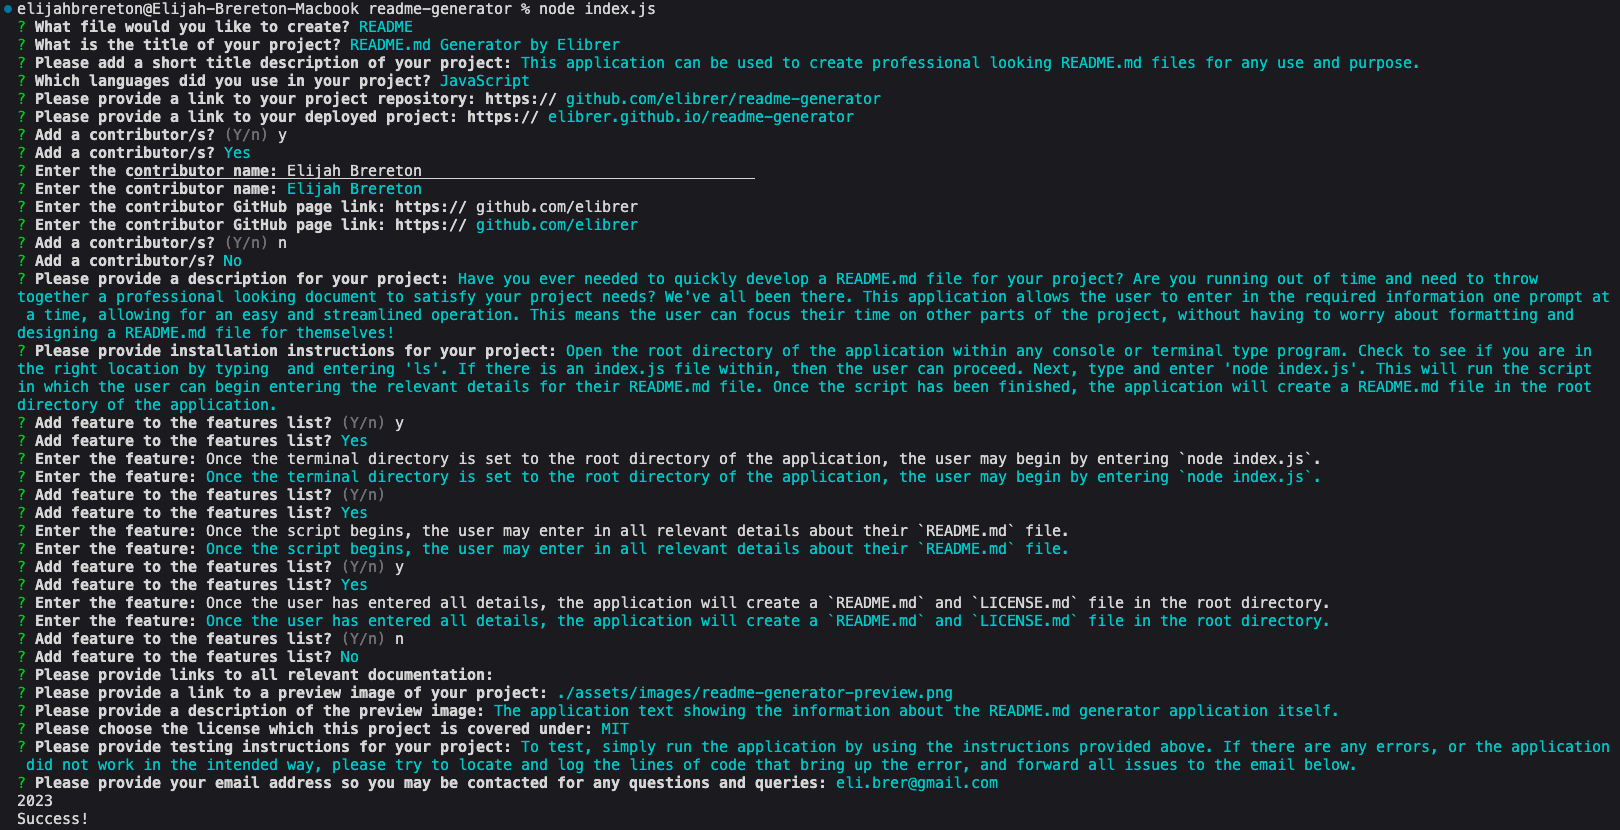 elijahbrereton@Elijah-Brereton-Macbook readme-generator % node index.js
? What file would you like to create? README
? What is the title of your project? README.md Generator by Elibrer
? Please add a short title description of your project: This application can be used to create professional looking README.md files for any use and purpose.
? Which languages did you use in your project? JavaScript
? Please provide a link to your project repository: https:// github.com/elibrer/readme-generator
? Please provide a link to your deployed project: https:// elibrer.github.io/readme-generator
? Add a contributor/s? (Y/n) y
? Add a contributor/s? Yes
? Enter the contributor name: Elijah Brereton
? Enter the contributor name: Elijah Brereton
? Enter the contributor GitHub page link: https:// github.com/elibrer
? Enter the contributor GitHub page link: https:// github.com/elibrer
? Add a contributor/s? (Y/n) n
? Add a contributor/s? No
? Please provide a description for your project: Have you ever needed to quickly develop a README.md file for your project? Are you running out of time and need to throw
together a professional looking document to satisfy your project needs? We've all been there. This application allows the user to enter in the required information one prompt at
a time, allowing for an easy and streamlined operation. This means the user can focus their time on other parts of the project, without having to worry about formatting and
designing a README.md file for themselves!
? Please provide installation instructions for your project: Open the root directory of the application within any console or terminal type program. Check to see if you are in
the right location by typing  and entering 'ls'. If there is an index.js file within, then the user can proceed. Next, type and enter 'node index.js'. This will run the script
in which the user can begin entering the relevant details for their README.md file. Once the script has been finished, the application will create a README.md file in the root
directory of the application.
? Add feature to the features list? (Y/n) y
? Add feature to the features list? Yes
? Enter the feature: Once the terminal directory is set to the root directory of the application, the user may begin by entering `node index.js`.
? Enter the feature: Once the terminal directory is set to the root directory of the application, the user may begin by entering `node index.js`.
? Add feature to the features list? (Y/n)
? Add feature to the features list? Yes
? Enter the feature: Once the script begins, the user may enter in all relevant details about their `README.md` file.
? Enter the feature: Once the script begins, the user may enter in all relevant details about their `README.md` file.
? Add feature to the features list? (Y/n) y
? Add feature to the features list? Yes
? Enter the feature: Once the user has entered all details, the application will create a `README.md` and `LICENSE.md` file in the root directory.
? Enter the feature: Once the user has entered all details, the application will create a `README.md` and `LICENSE.md` file in the root directory.
? Add feature to the features list? (Y/n) n
? Add feature to the features list? No
? Please provide links to all relevant documentation:
? Please provide a link to a preview image of your project: ./assets/images/readme-generator-preview.png
? Please provide a description of the preview image: The application text showing the information about the README.md generator application itself.
? Please choose the license which this project is covered under: MIT
? Please provide testing instructions for your project: To test, simply run the application by using the instructions provided above. If there are any errors, or the application
did not work in the intended way, please try to locate and log the lines of code that bring up the error, and forward all issues to the email below.
? Please provide your email address so you may be contacted for any questions and queries: eli.brer@gmail.com
2023
Success!